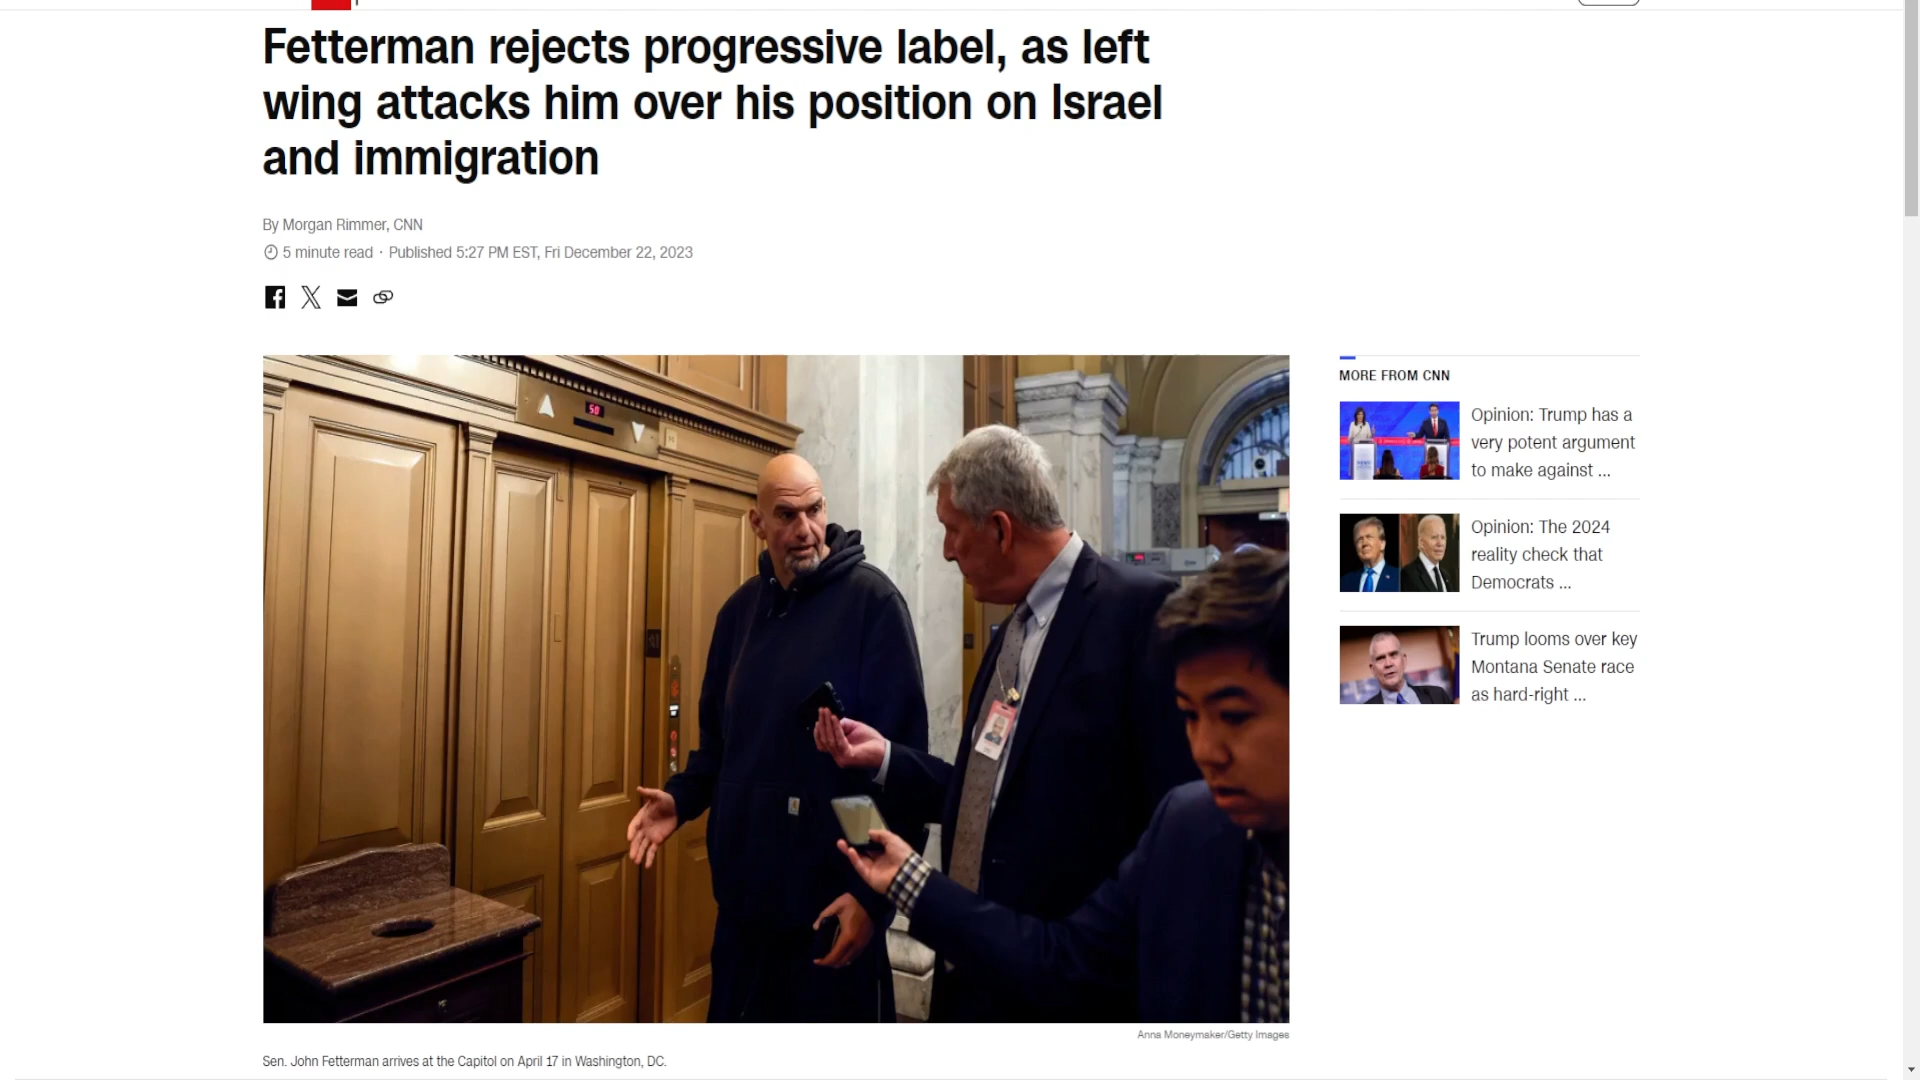 Fetterman rejects progressive label, as left
wing attacks him over his position on Israel
and immigration
By Morgan Rimmer, CNN
5 minute read · Published 5:27 PM EST, Fri December 22, 2023
50
MORE FROM CNN
Opinion: Trump has a
very potent argument
to make against ...
Opinion: The 2024
reality check that
Democrats ...
Trump looms over key
Montana Senate race
as hard-right ...
Anna Moneymaker/Getty Images
Sen. John Fetterman arrives at the Capitol on April 17 in Washington, DC.